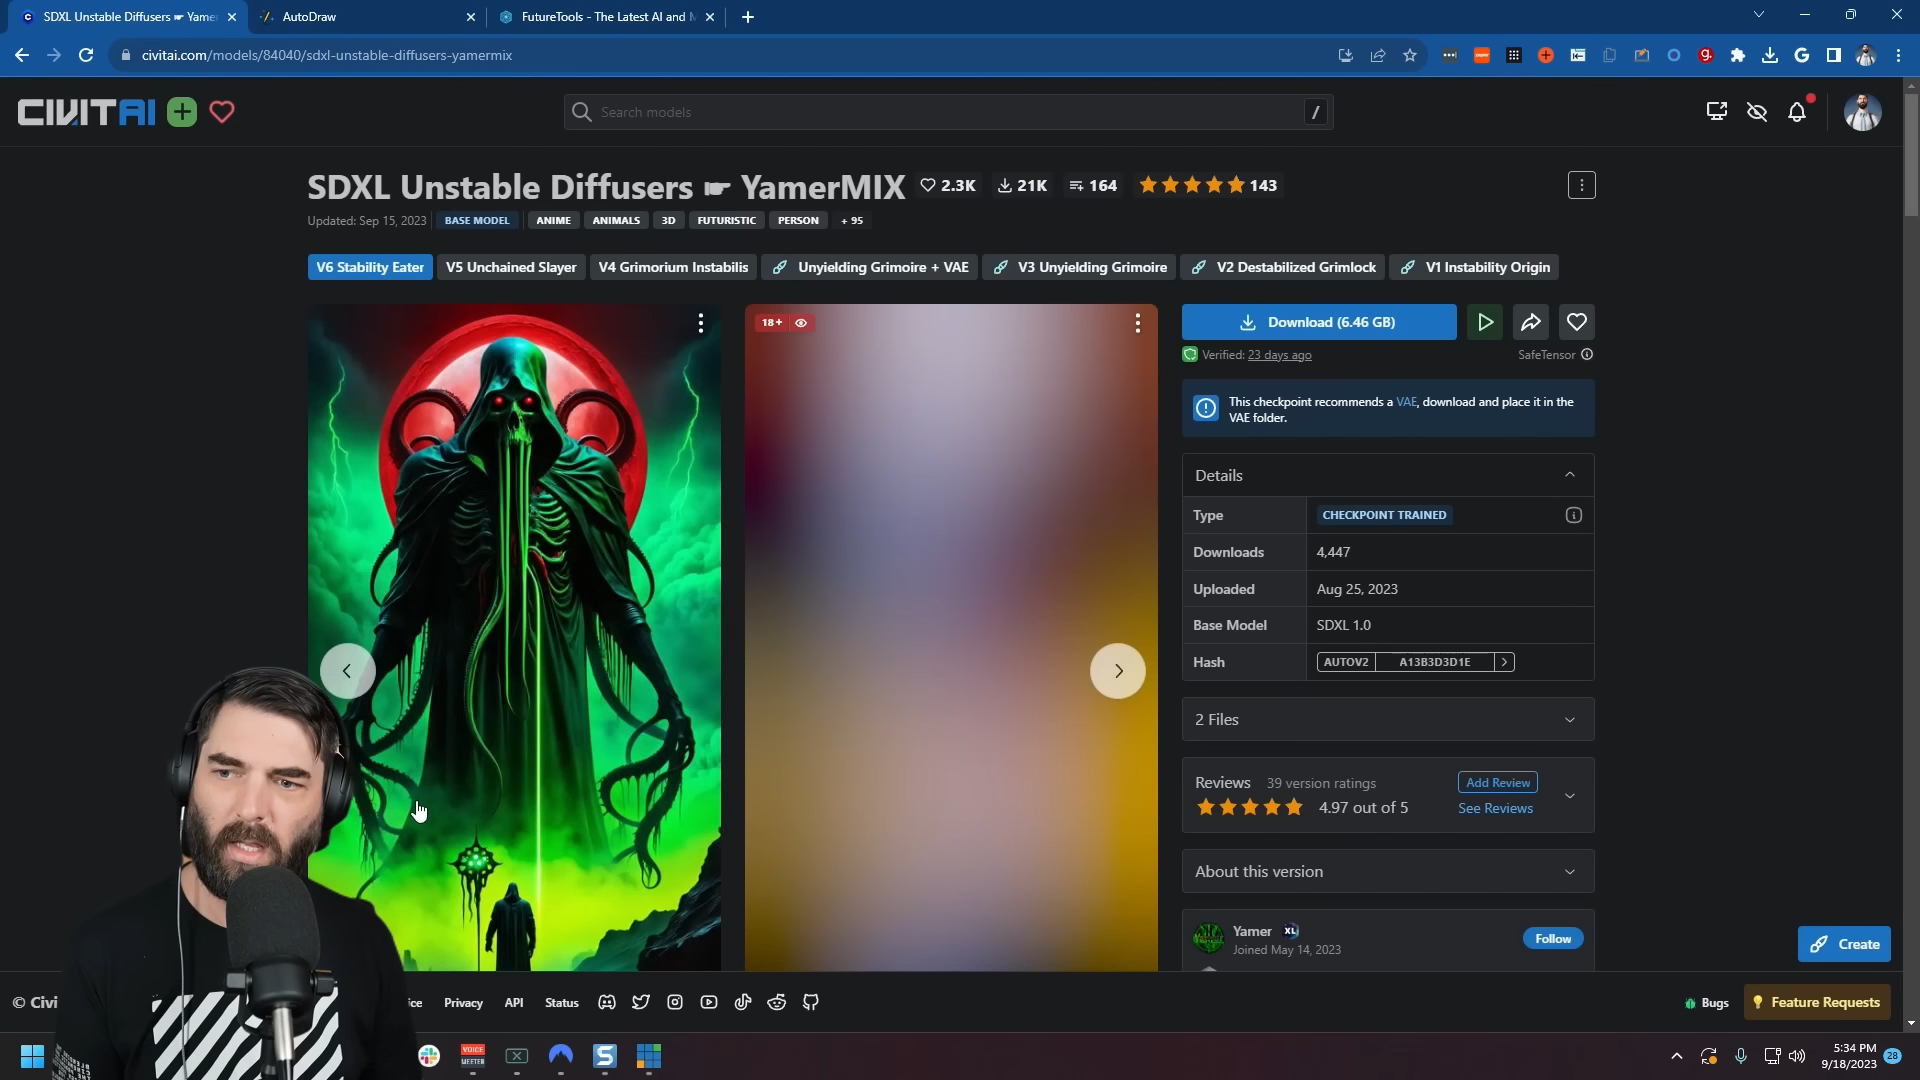 SDXL Unstable Diffusers ☛ Yame
AutoDraw
FutureTools - The Latest AI and M
civitai.com/models/84040/sdxl-unstable-diffusers-yamermix
CIVITAI
Search models
/
SDXL Unstable Diffusers ☛ YamerMIX
2.3K
21K
164
143
Updated: Sep 15, 2023
BASE MODEL
ANIME
ANIMALS
3D
FUTURISTIC
PERSON
+ 95
V6 Stability Eater
V5 Unchained Slayer
V4 Grimorium Instabilis
Unyielding Grimoire + VAE
V3 Unyielding Grimoire
V2 Destabilized Grimlock
V1 Instability Origin
18+
Download (6.46 GB)
Verified: 23 days ago
SafeTensor
This checkpoint recommends a VAE, download and place it in the
VAE folder.
Details
Type
CHECKPOINT TRAINED
Downloads
4,447
Uploaded
Aug 25, 2023
Base Model
SDXL 1.0
Hash
AUTOV2
A13B3D3D1E
2 Files
Reviews
39 version ratings
Add Review
4.97 out of 5
See Reviews
About this version
Yamer
XL
Joined May 14, 2023
Follow
Create
© Civi
ice
Privacy
API
Status
Bugs
Feature Requests
VOICE
MEETER
5:34 PM
9/18/2023
28